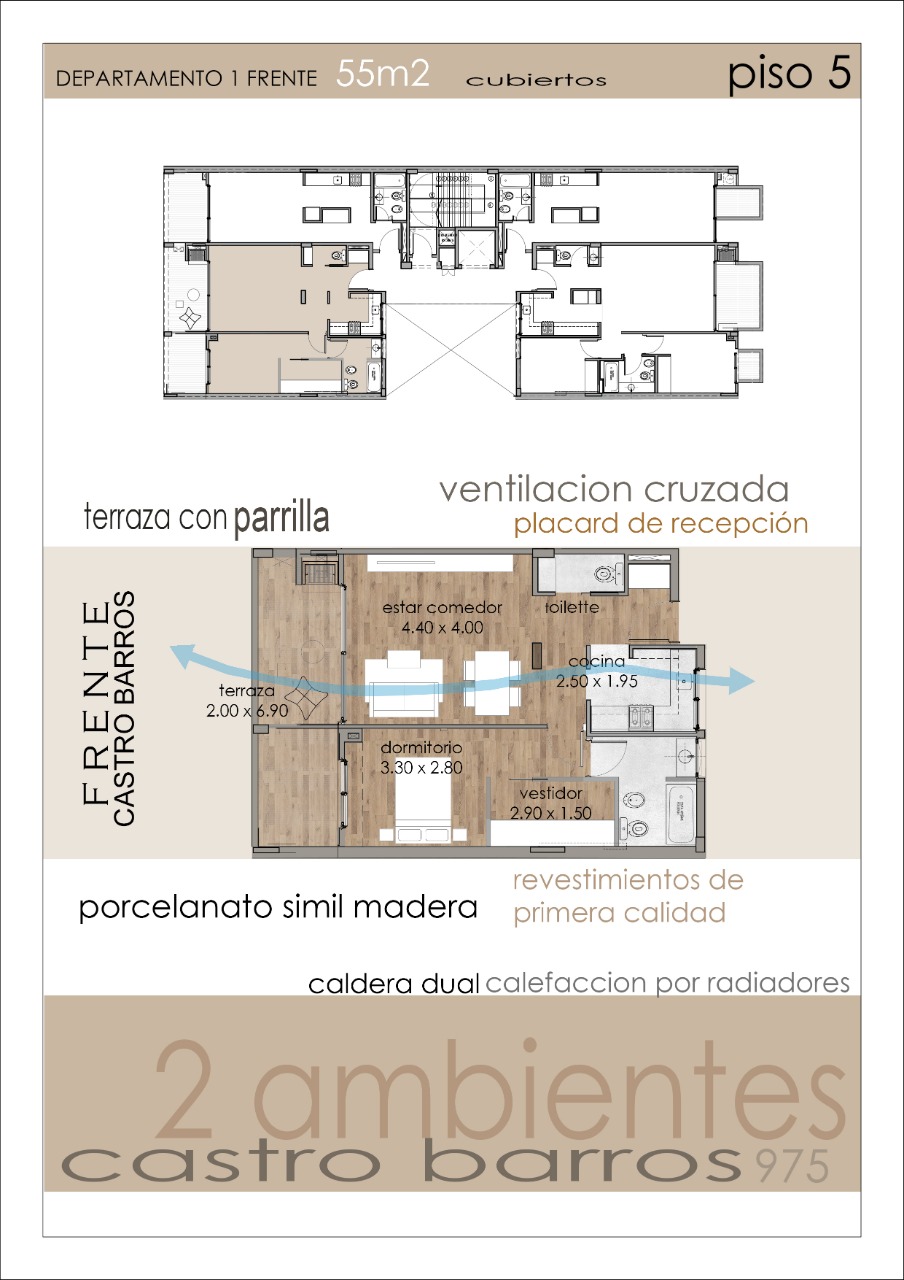 DEPARTAMENTO 1 FRENTE 55m2 cubiertos piso 5
ventilacion cruzada
terraza con parrilla
placard de recepción
FRENTE
CASTRO BARROS
estar comedor
4.40 x 4.00
toilette
cocina
2.50 x 1.95
terraza
2.00 x 6.90
dormitorio
3.30 x 2.80
vestidor
2.90 x 1.50
revestimientos de
primera calidad
porcelanato simil madera
caldera dual calefaccion por radiadores
2 ambientes
castro barros 975